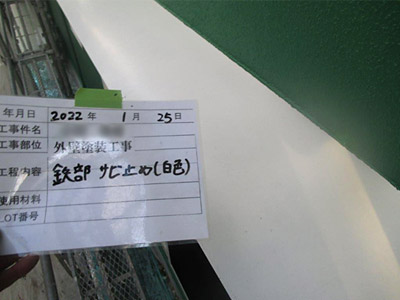 年月日 2022 年 1 月 25 日
工事件名
工事部位 外壁塗装工事
工程内容 鉄部 サビ止め(白色)
使用材料
LOT番号